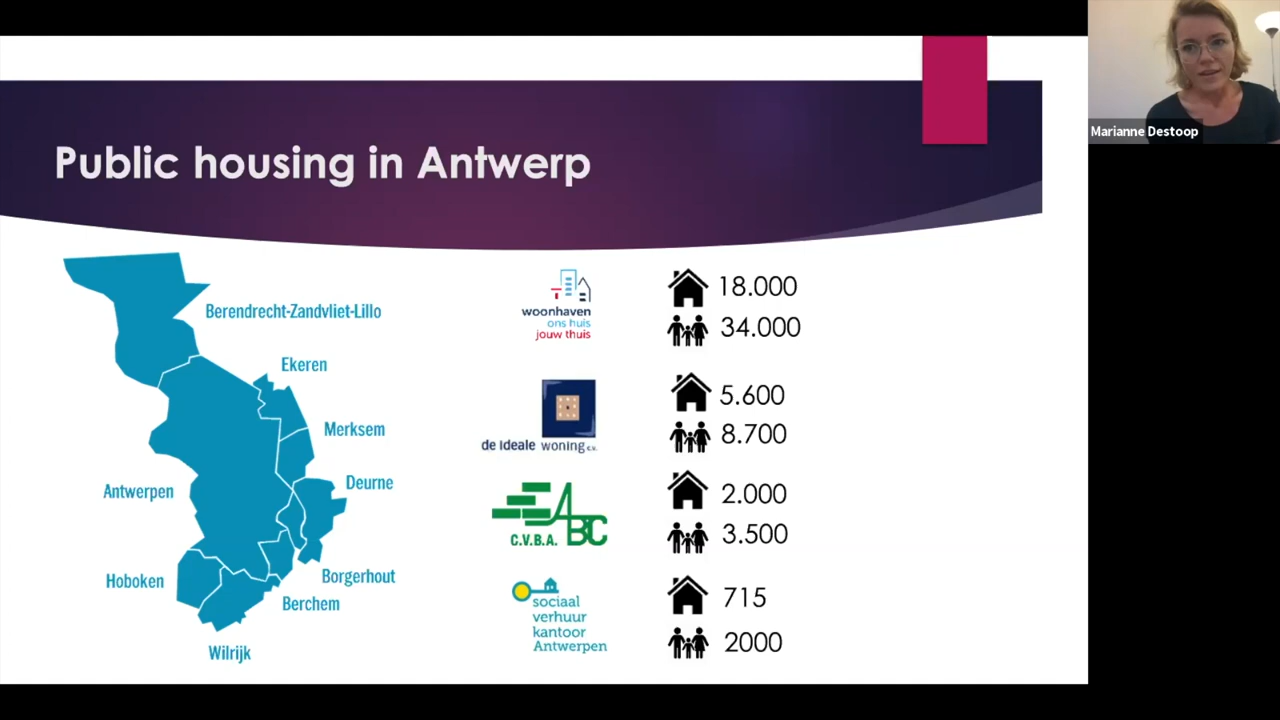 Marianne Destoop
Public housing in Antwerp
Berendrecht-Zandvliet-Lillo
Ekeren
Merksem
Deurne
Antwerpen
Borgerhout
Hoboken
Berchem
Wilrijk
woonhaven
ons huis
jouw thuis
18.000
34.000
de ideale woning c.v.
5.600
8.700
ABC
C.V.B.A.
2.000
3.500
sociaal
verhuur
kantoor
Antwerpen
715
2000